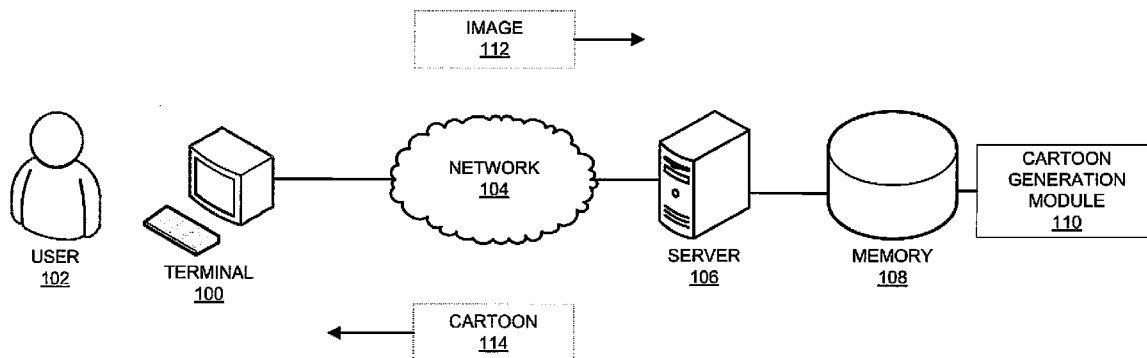 IMAGE
112
NETWORK
104
CARTOON
GENERATION
MODULE
110
USER
102
TERMINAL
100
SERVER
106
MEMORY
108
CARTOON
114